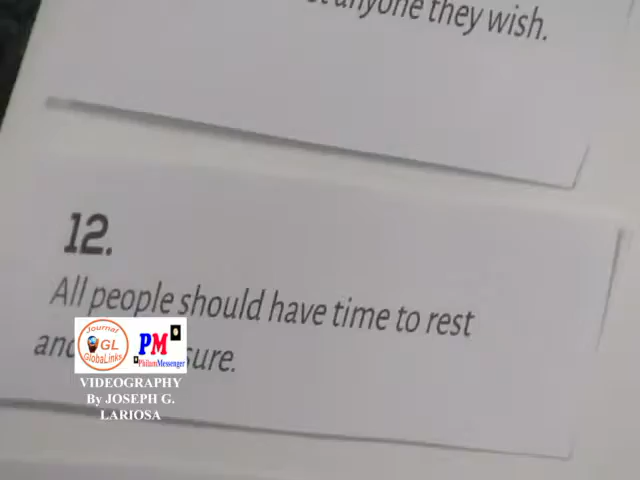 anyone they wish.
12.
All people should have time to rest
and sure.
Journal
GL
GlobaLinks
PM
PhilamMessenger
VIDEOGRAPHY
By JOSEPH G.
LARIOSA